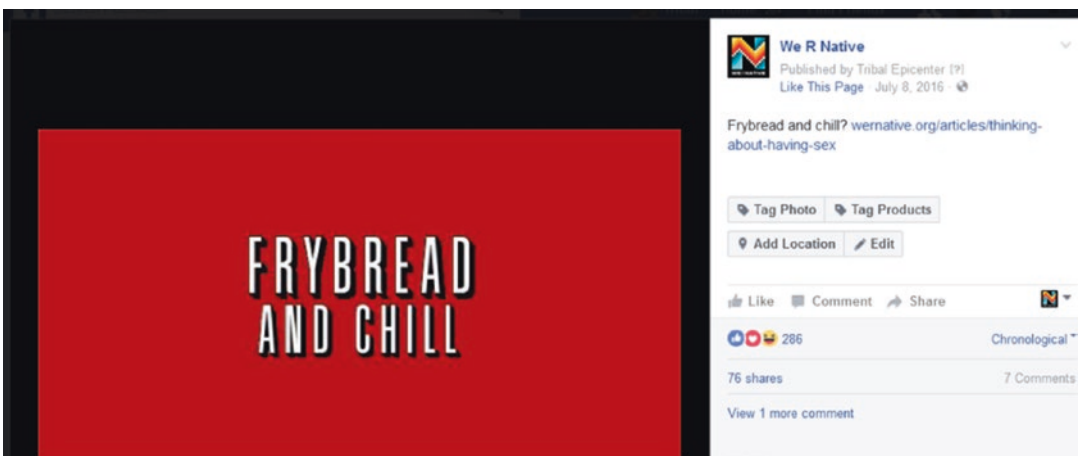 FRYBREAD
AND CHILL
We R Native
Published by Tribal Epicenter [?]
Like This Page · July 8, 2016 ·
Frybread and chill? wernative.org/articles/thinking-
about-having-sex
Tag Photo Tag Products
Add Location Edit
Like Comment Share
286 Chronological
76 shares 7 Comments
View 1 more comment